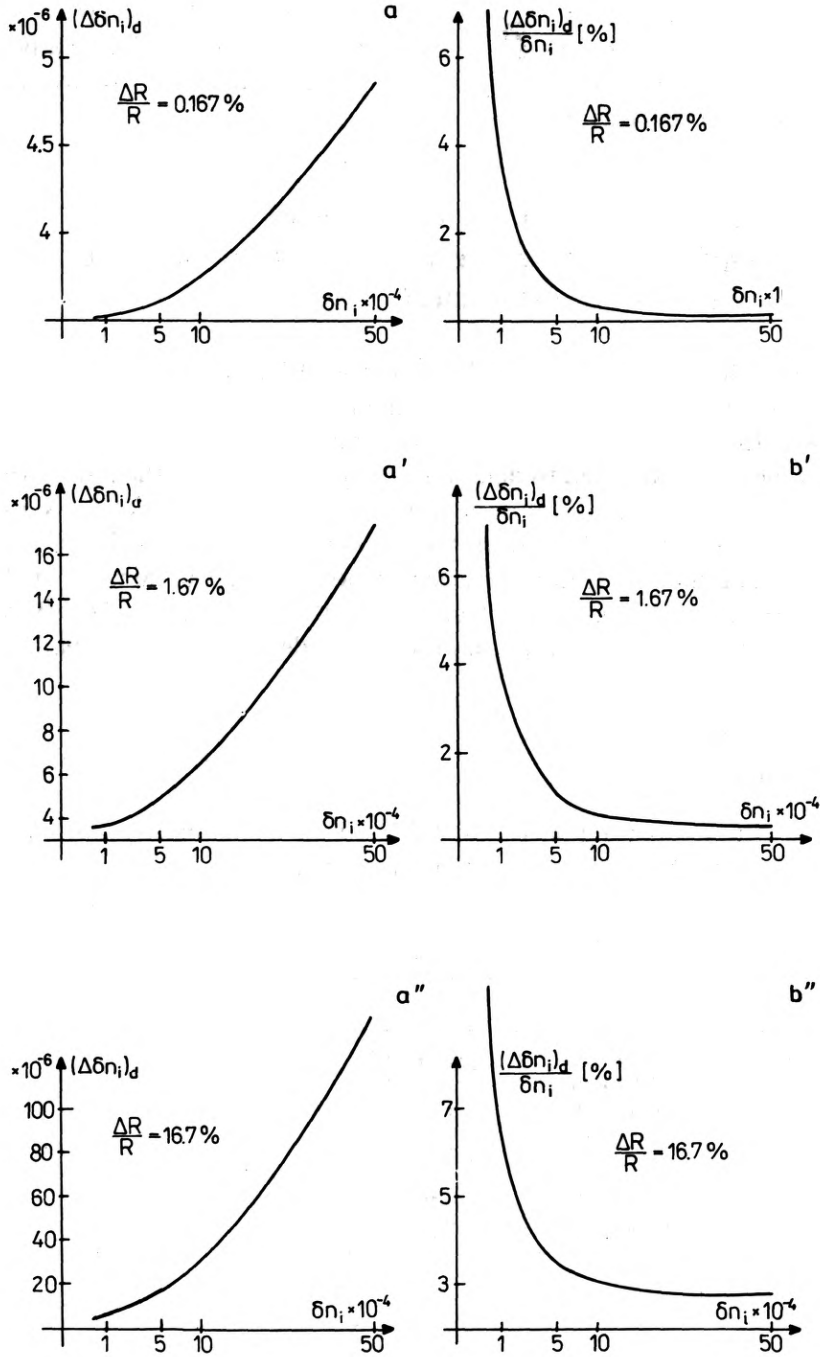 ×10⁻⁶ (Δδnᵢ)d
a
5
ΔR/R = 0.167 %
4.5
4
δnᵢ×10⁻⁴
1 5 10 50
(Δδnᵢ)d/δnᵢ [%]
6
ΔR/R = 0.167 %
4
2
δnᵢ×1
1 5 10 50
a′
×10⁻⁶ (Δδnᵢ)α
16
ΔR/R = 1.67 %
14
12
10
8
6
4
δnᵢ×10⁻⁴
1 5 10 50
b′
(Δδnᵢ)d/δnᵢ [%]
6
ΔR/R = 1.67 %
4
2
δnᵢ×10⁻⁴
1 5 10 50
a″
×10⁻⁶ (Δδnᵢ)d
100
ΔR/R = 16.7 %
80
60
40
20
δnᵢ×10⁻⁴
1 5 10 50
b″
(Δδnᵢ)d/δnᵢ [%]
7
ΔR/R = 16.7 %
5
3
δnᵢ×10⁻⁴
1 5 10 50